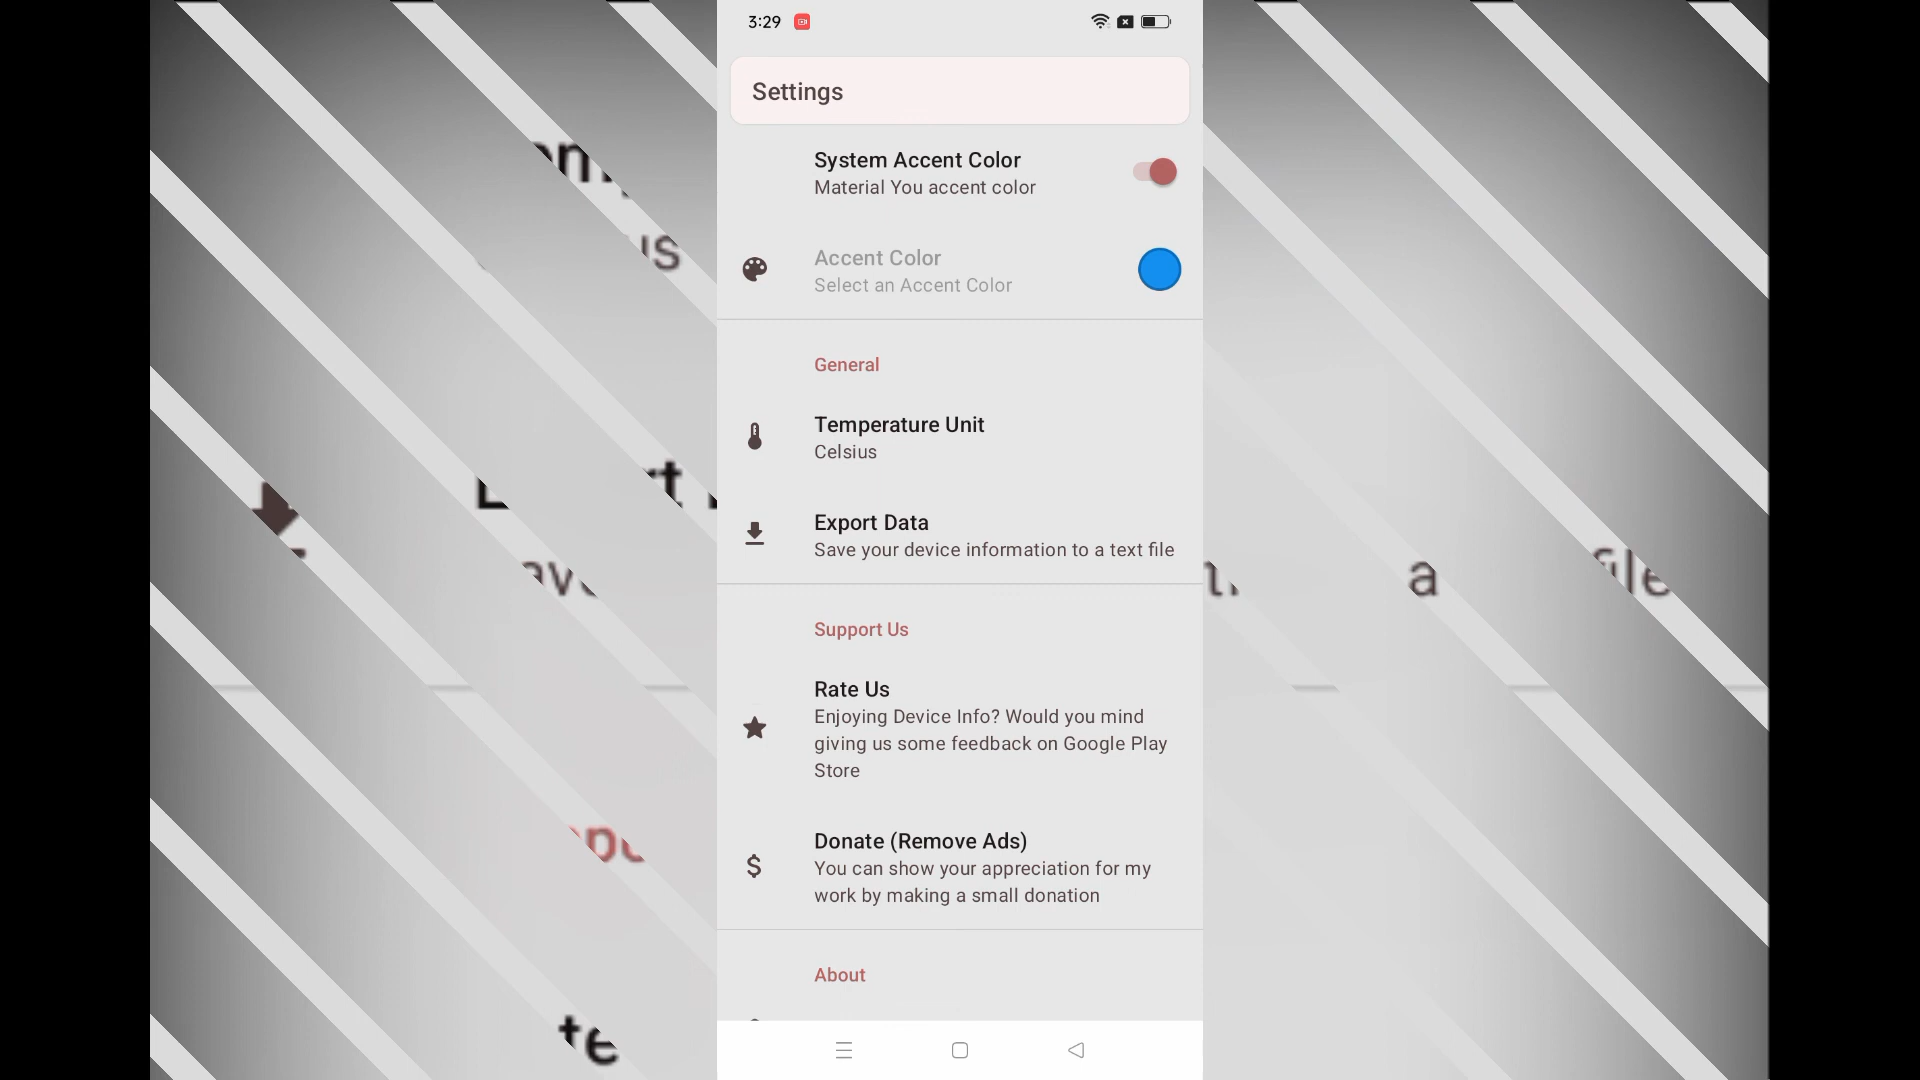 3:29
Settings
System Accent Color
Material You accent color
Accent Color
Select an Accent Color
General
Temperature Unit
Celsius
Export Data
Save your device information to a text file
Support Us
Rate Us
Enjoying Device Info? Would you mind
giving us some feedback on Google Play
Store
Donate (Remove Ads)
You can show your appreciation for my
work by making a small donation
About